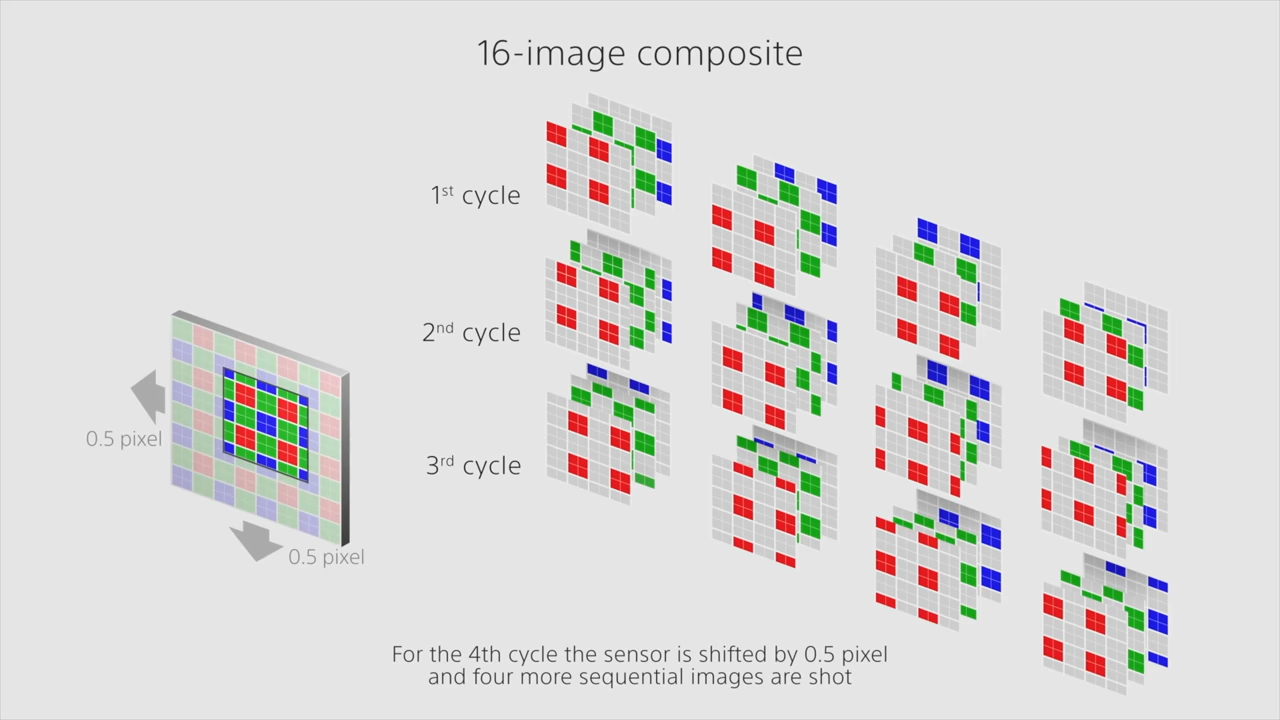 16-image composite
1st cycle
2nd cycle
3rd cycle
0.5 pixel
0.5 pixel
For the 4th cycle the sensor is shifted by 0.5 pixel
and four more sequential images are shot